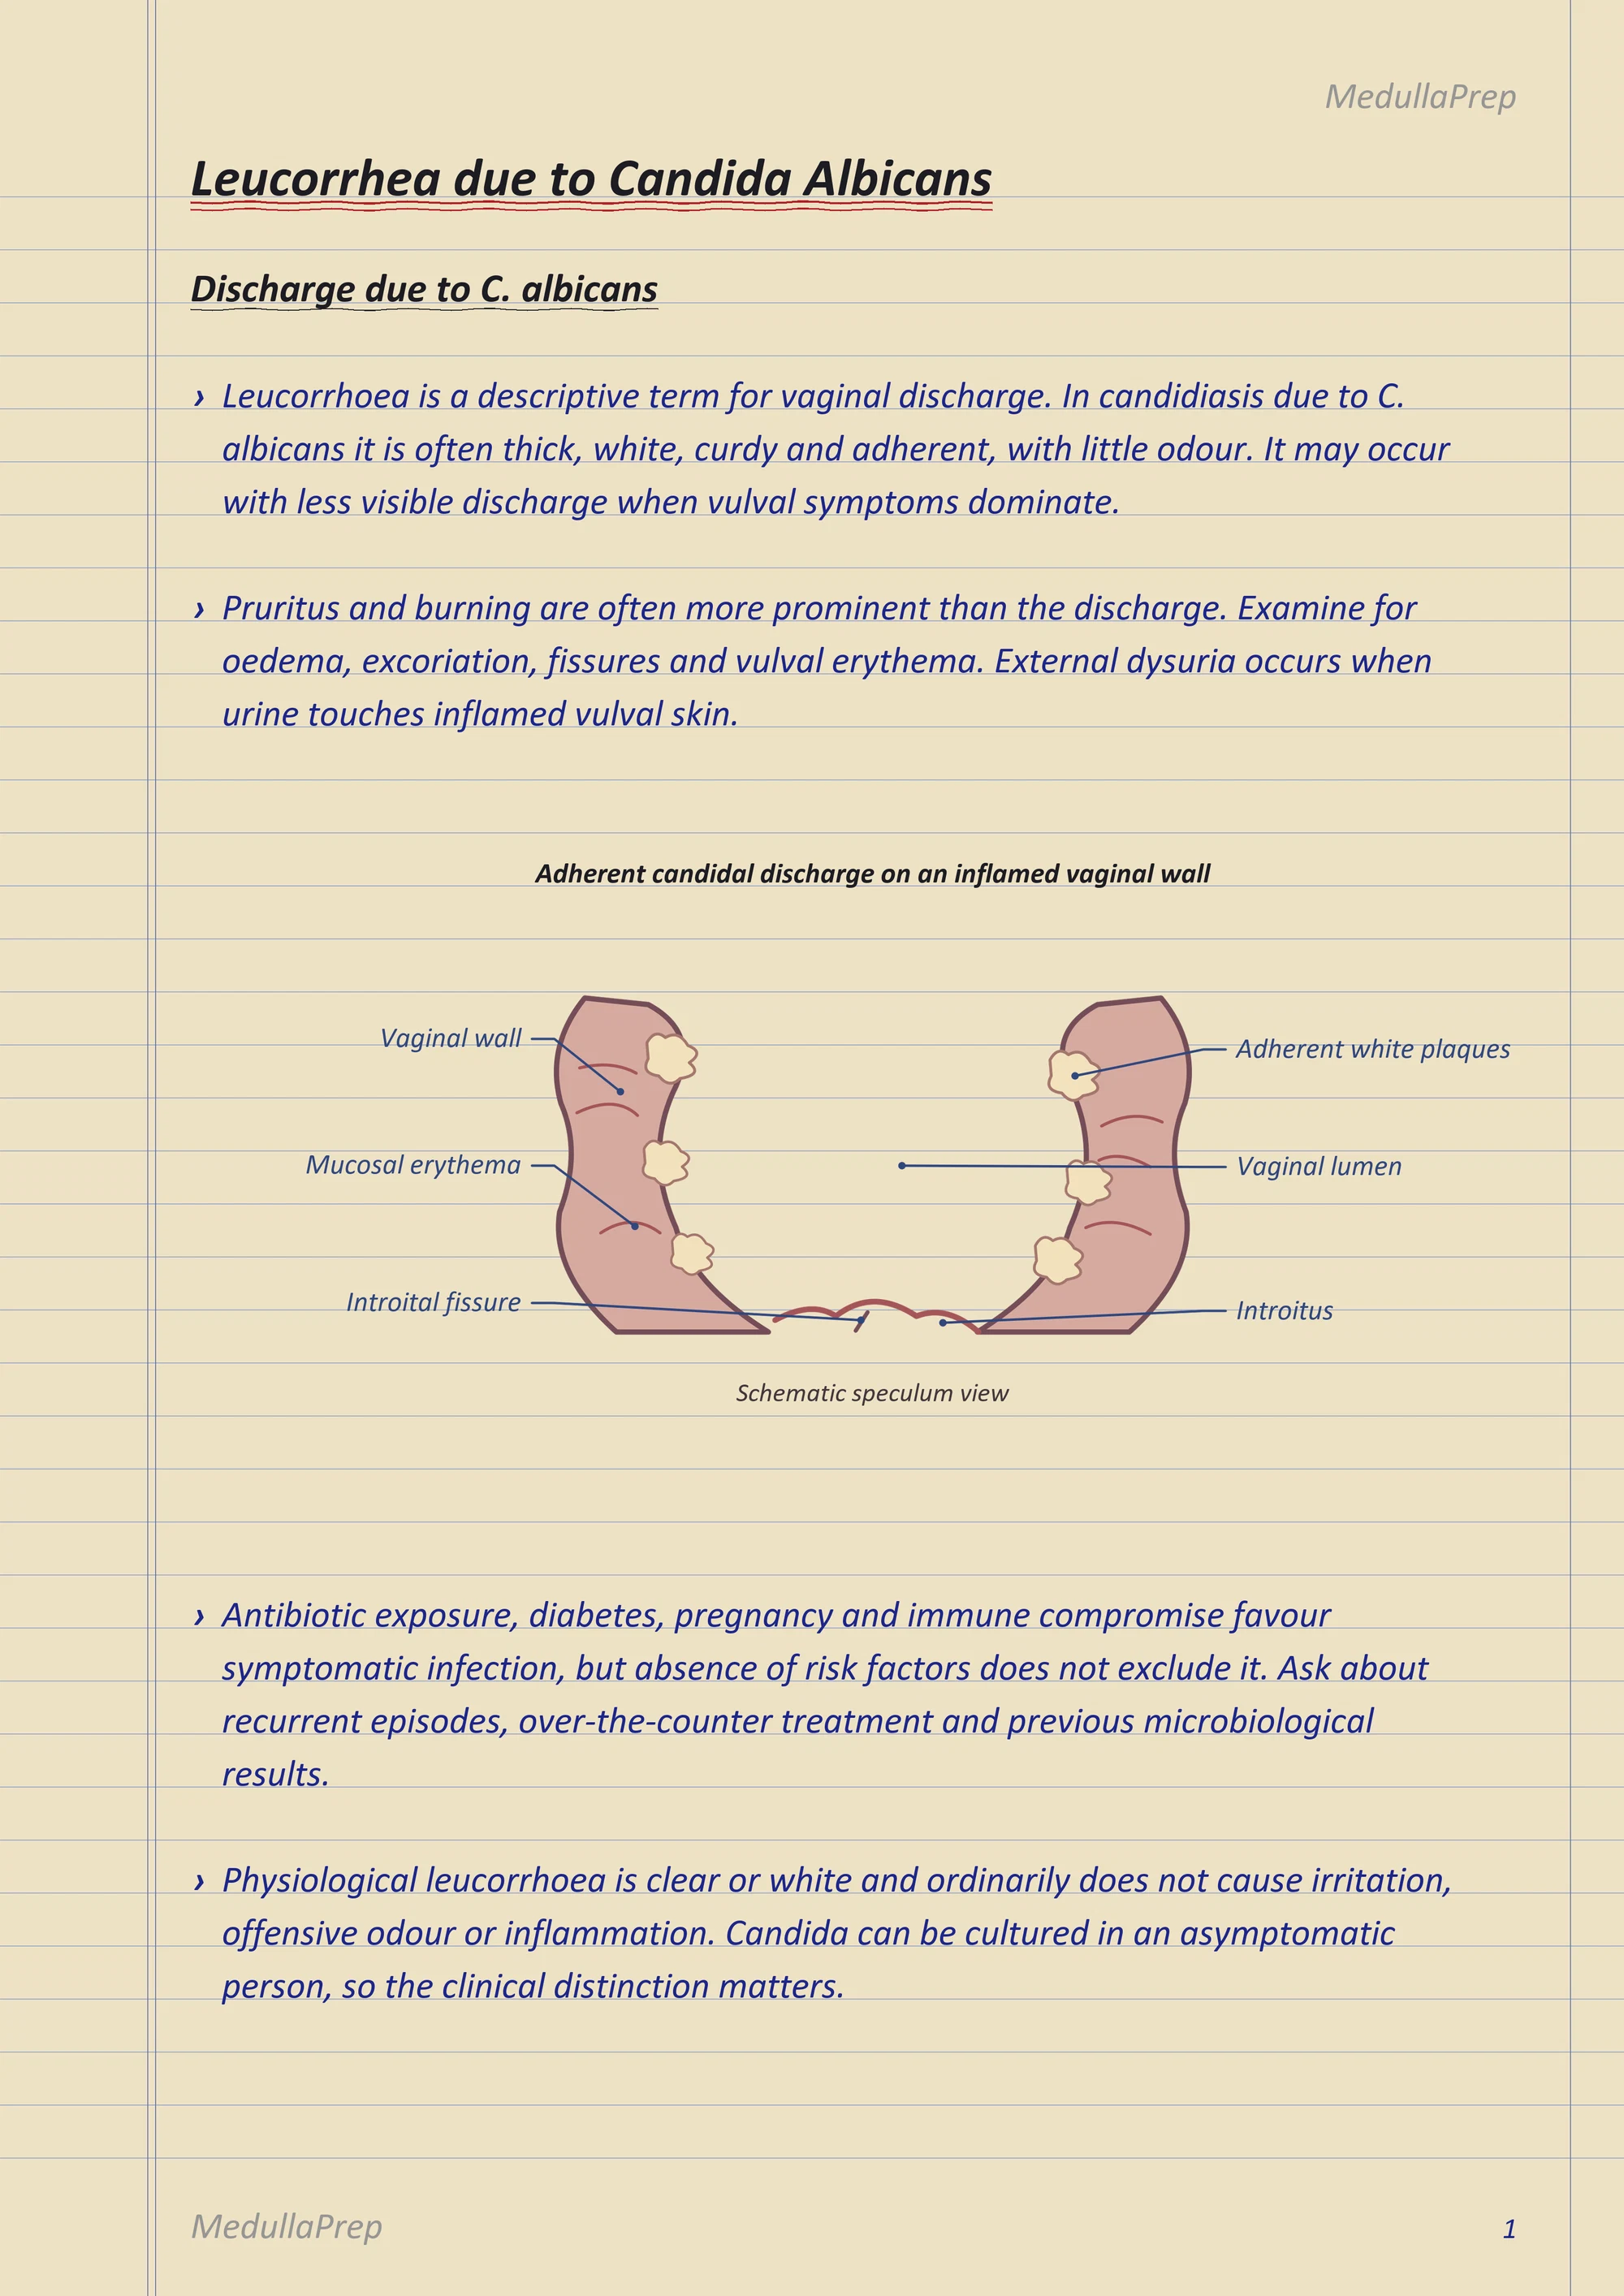 MedullaPrep
Leucorrhea due to Candida Albicans
Discharge due to C. albicans
› Leucorrhoea is a descriptive term for vaginal discharge. In candidiasis due to C.
albicans it is often thick, white, curdy and adherent, with little odour. It may occur
with less visible discharge when vulval symptoms dominate.
› Pruritus and burning are often more prominent than the discharge. Examine for
oedema, excoriation, fissures and vulval erythema. External dysuria occurs when
urine touches inflamed vulval skin.
Adherent candidal discharge on an inflamed vaginal wall
Vaginal wall
Adherent white plaques
Mucosal erythema
Vaginal lumen
Introital fissure
Introitus
Schematic speculum view
› Antibiotic exposure, diabetes, pregnancy and immune compromise favour
symptomatic infection, but absence of risk factors does not exclude it. Ask about
recurrent episodes, over-the-counter treatment and previous microbiological
results.
› Physiological leucorrhoea is clear or white and ordinarily does not cause irritation,
offensive odour or inflammation. Candida can be cultured in an asymptomatic
person, so the clinical distinction matters.
MedullaPrep
1